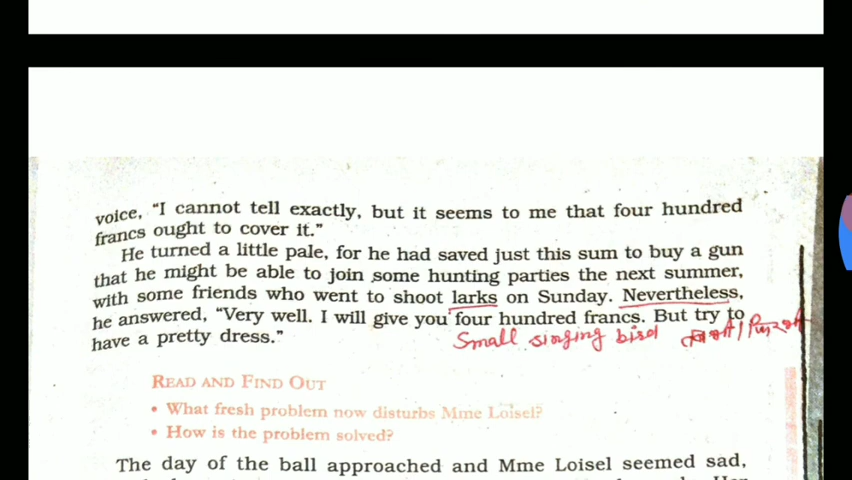 voice, “I cannot tell exactly, but it seems to me that four hundred
francs ought to cover it.”
He turned a little pale, for he had saved just this sum to buy a gun
that he might be able to join some hunting parties the next summer,
with some friends who went to shoot larks on Sunday. Nevertheless,
he answered, “Very well. I will give you four hundred francs. But try to
have a pretty dress.”
Small singing bird
READ AND FIND OUT
• What fresh problem now disturbs Mme Loisel?
• How is the problem solved?
The day of the ball approached and Mme Loisel seemed sad,